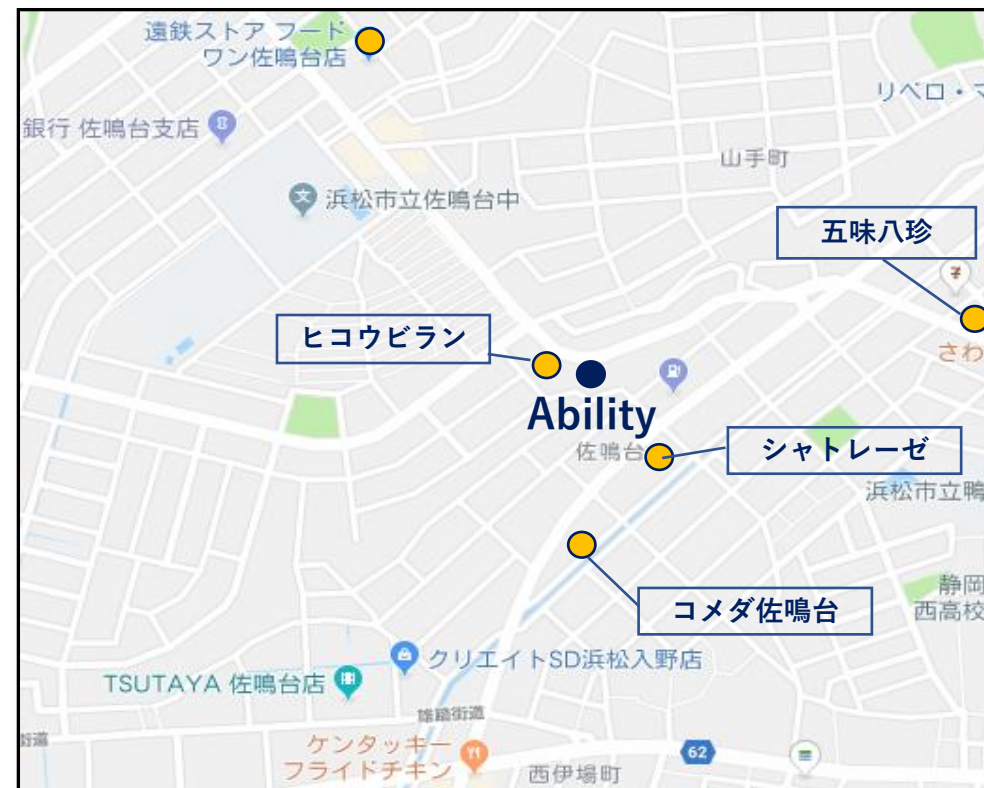 遠鉄ストア フード
ワン佐鳴台店
リベロ・マ
銀行 佐鳴台支店
山手町
浜松市立佐鳴台中
五味八珍
ヒコウビラン
さわ
Ability
佐鳴台
シャトレーゼ
浜松市立鴨
静岡
西高校
コメダ佐鳴台
クリエイトSD浜松入野店
TSUTAYA 佐鳴台店
雄踏街道
街道
ケンタッキー
フライドチキン
62
西伊場町